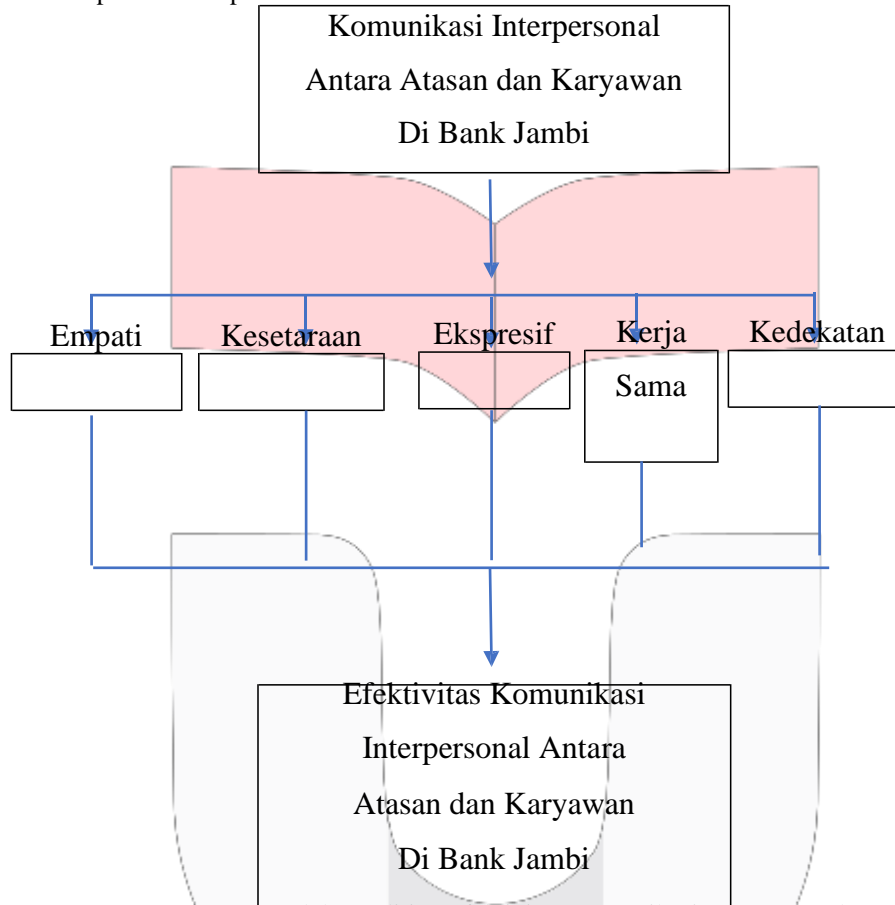 Komunikasi Interpersonal
Antara Atasan dan Karyawan
Di Bank Jambi
Empati
Kesetaraan
Ekspresif
Kerja
Sama
Kedekatan
Efektivitas Komunikasi
Interpersonal Antara
Atasan dan Karyawan
Di Bank Jambi